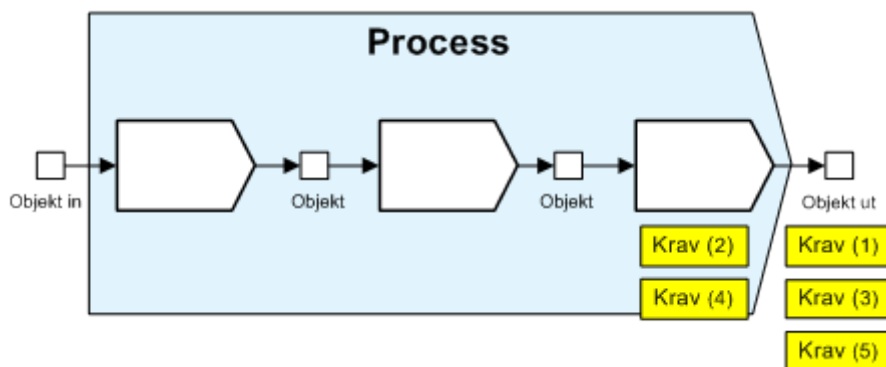 Process
Objekt in
Objekt
Objekt
Objekt ut
Krav (2)
Krav (1)
Krav (4)
Krav (3)
Krav (5)